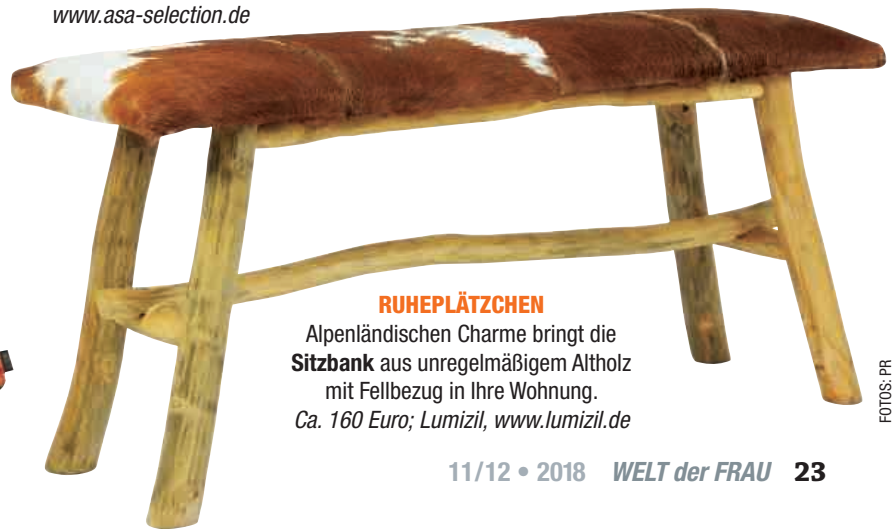 www.asa-selection.de
RUHEPLÄTZCHEN
Alpenländischen Charme bringt die
Sitzbank aus unregelmäßigem Altholz
mit Fellbezug in Ihre Wohnung.
Ca. 160 Euro; Lumizil, www.lumizil.de
FOTOS: PR
11/12 • 2018 WELT der FRAU 23